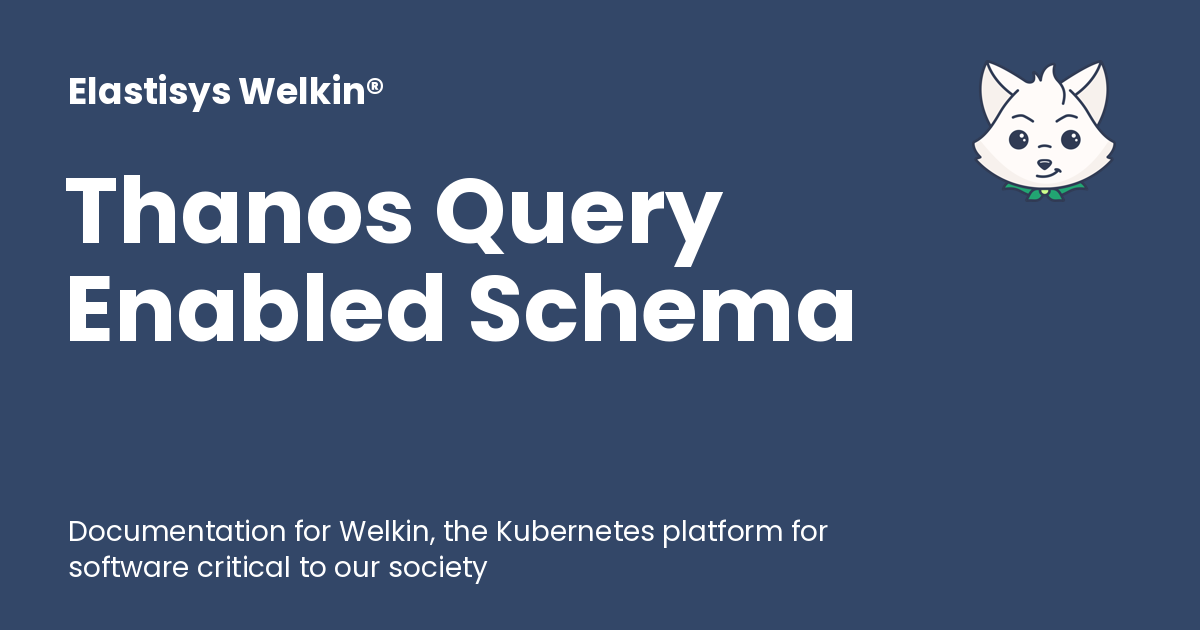 Elastisys Welkin®
Thanos Query
Enabled Schema
Documentation for Welkin, the Kubernetes platform for
software critical to our society